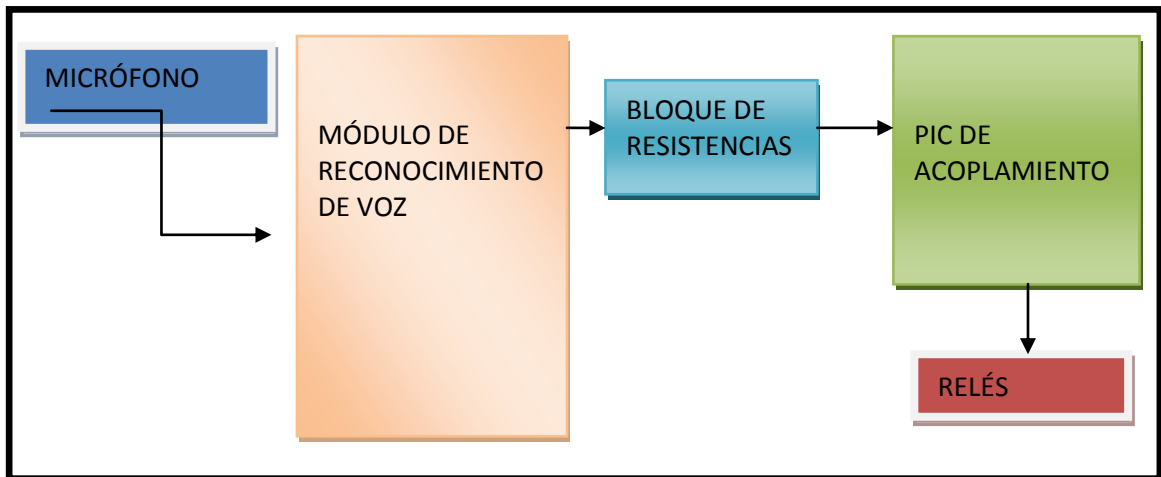 MICRÓFONO
MÓDULO DE
RECONOCIMIENTO
DE VOZ
BLOQUE DE
RESISTENCIAS
PIC DE
ACOPLAMIENTO
RELÉS